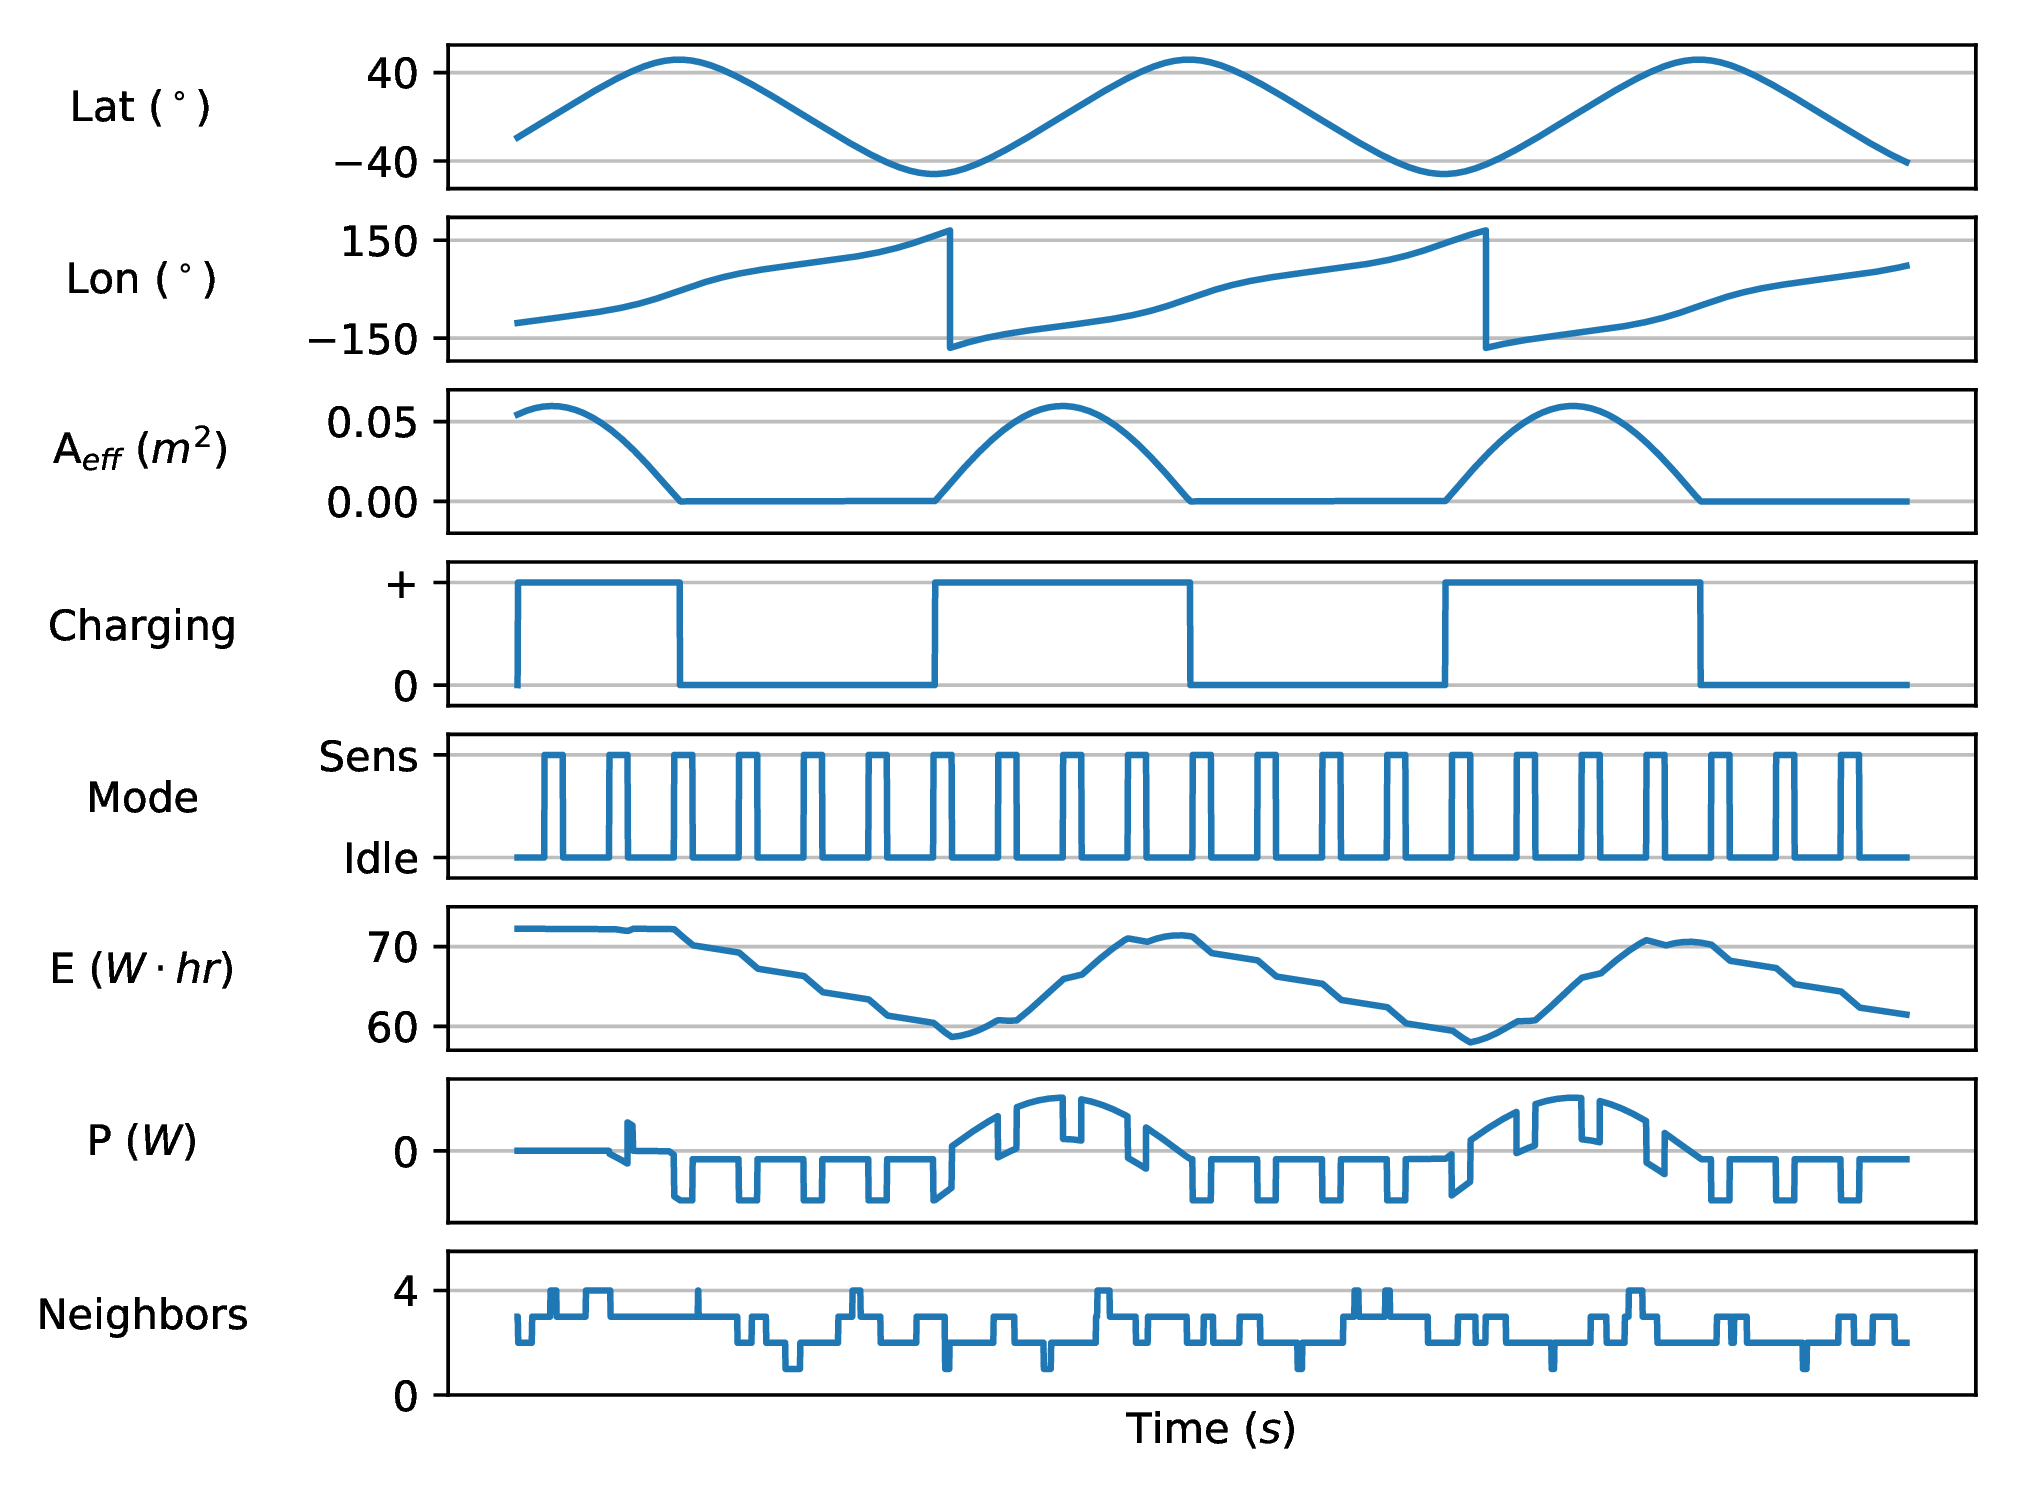 Lat (°)
40
−40
Lon (°)
150
−150
A_eff (m²)
0.05
0.00
Charging
+
0
Mode
Sens
Idle
E (W · hr)
70
60
P (W)
0
Neighbors
4
0
Time (s)